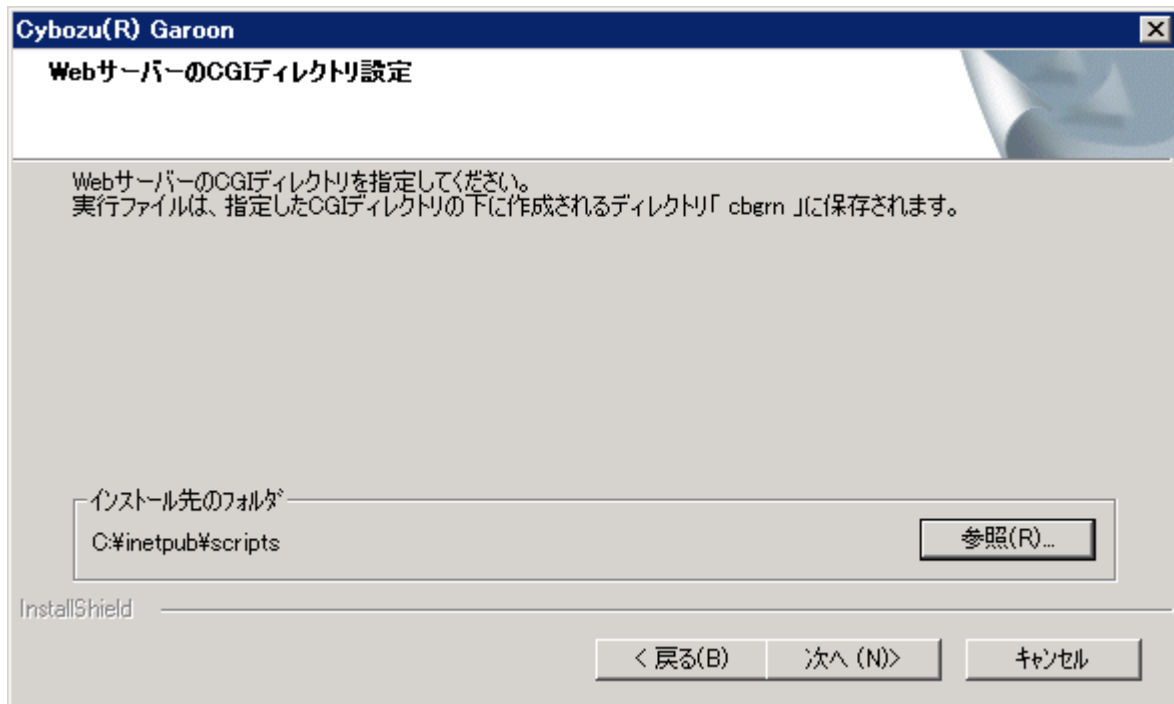 Cybozu(R) Garoon
WebサーバーのCGIディレクトリ設定
WebサーバーのCGIディレクトリを指定してください。
実行ファイルは、指定したCGIディレクトリの下に作成されるディレクトリ「 cbgrn 」に保存されます。
インストール先のフォルダ
C:¥inetpub¥scripts
参照(R)...
InstallShield
< 戻る(B)
次へ (N)>
キャンセル